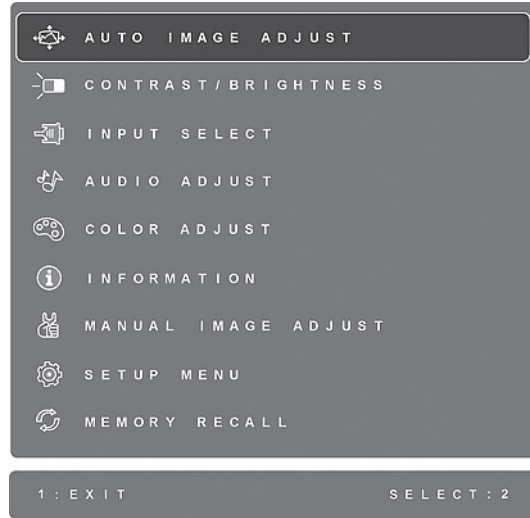 AUTO IMAGE ADJUST
CONTRAST/BRIGHTNESS
INPUT SELECT
AUDIO ADJUST
COLOR ADJUST
INFORMATION
MANUAL IMAGE ADJUST
SETUP MENU
MEMORY RECALL
1:EXIT SELECT:2